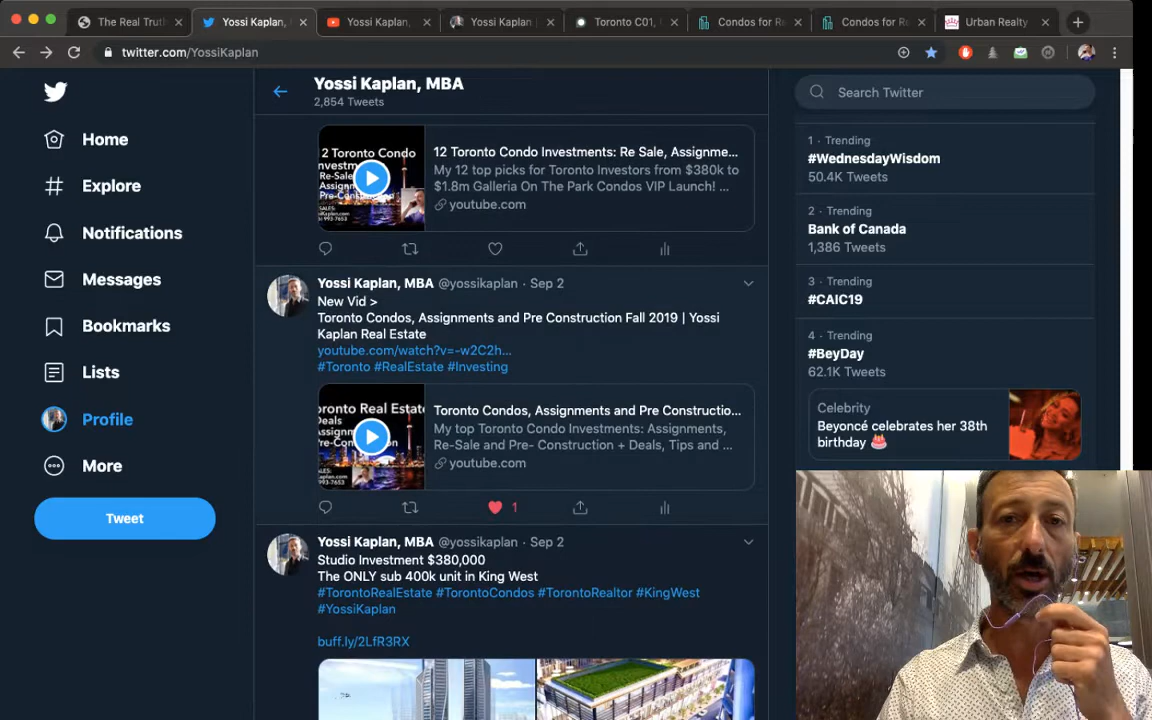 The Real Trut
Yossi Kaplan,
Yossi Kaplan,
Yossi Kaplan
Toronto C01,
Condos for Re
Condos for Re
Urban Realty
twitter.com/YossiKaplan
Home
Explore
Notifications
Messages
Bookmarks
Lists
Profile
More
Tweet
Yossi Kaplan, MBA
2,854 Tweets
2 Toronto Condo
12 Toronto Condo Investments: Re Sale, Assignme...
My 12 top picks for Toronto Investors from $380k to
$1.8m Galleria On The Park Condos VIP Launch! ...
youtube.com
Yossi Kaplan, MBA @yossikaplan · Sep 2
New Vid >
Toronto Condos, Assignments and Pre Construction Fall 2019 | Yossi
Kaplan Real Estate
youtube.com/watch?v=-w2C2h...
#Toronto #RealEstate #Investing
oronto Real Estat
Toronto Condos, Assignments and Pre Constructio...
My top Toronto Condo Investments: Assignments,
Re-Sale and Pre- Construction + Deals, Tips and ...
youtube.com
1
Yossi Kaplan, MBA @yossikaplan · Sep 2
Studio Investment $380,000
The ONLY sub 400k unit in King West
#TorontoRealEstate #TorontoCondos #TorontoRealtor #KingWest
#YossiKaplan
buff.ly/2LfR3RX
Search Twitter
1 · Trending
#WednesdayWisdom
50.4K Tweets
2 · Trending
Bank of Canada
1,386 Tweets
3 · Trending
#CAIC19
4 · Trending
#BeyDay
62.1K Tweets
Celebrity
Beyoncé celebrates her 38th
birthday 🎂